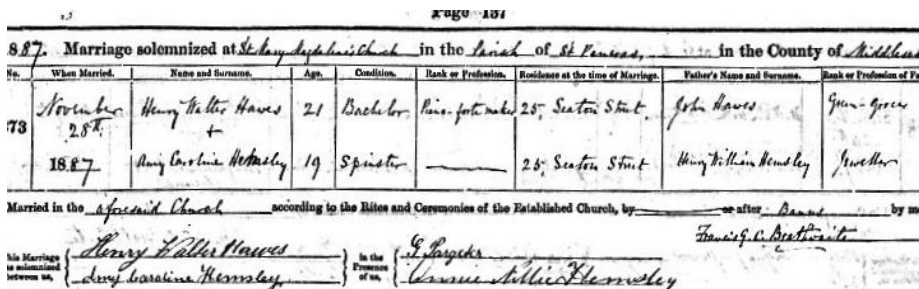 Page 137
1887. Marriage solemnized at St Mary Magdalene Church in the Parish of St Pancras, in the County of Middlesex
No. When Married. Name and Surname. Age. Condition. Rank or Profession. Residence at the time of Marriage. Father's Name and Surname. Rank or Profession of F
73 November 28th Henry Walter Hawes 21 Bachelor Piano-forte maker 25, Seaton Street John Hawes Green-grocer
+
1887 Amy Caroline Hemsley 19 Spinster 25, Seaton Street Henry William Hemsley Jeweller
Married in the aforesaid Church according to the Rites and Ceremonies of the Established Church, by or after Banns by m
Francis G. C. Braithwaite
This Marriage was solemnized between us, Henry Walter Hawes in the Presence of us, G. Pargeter
Amy Caroline Hemsley Annie Nellie Hemsley